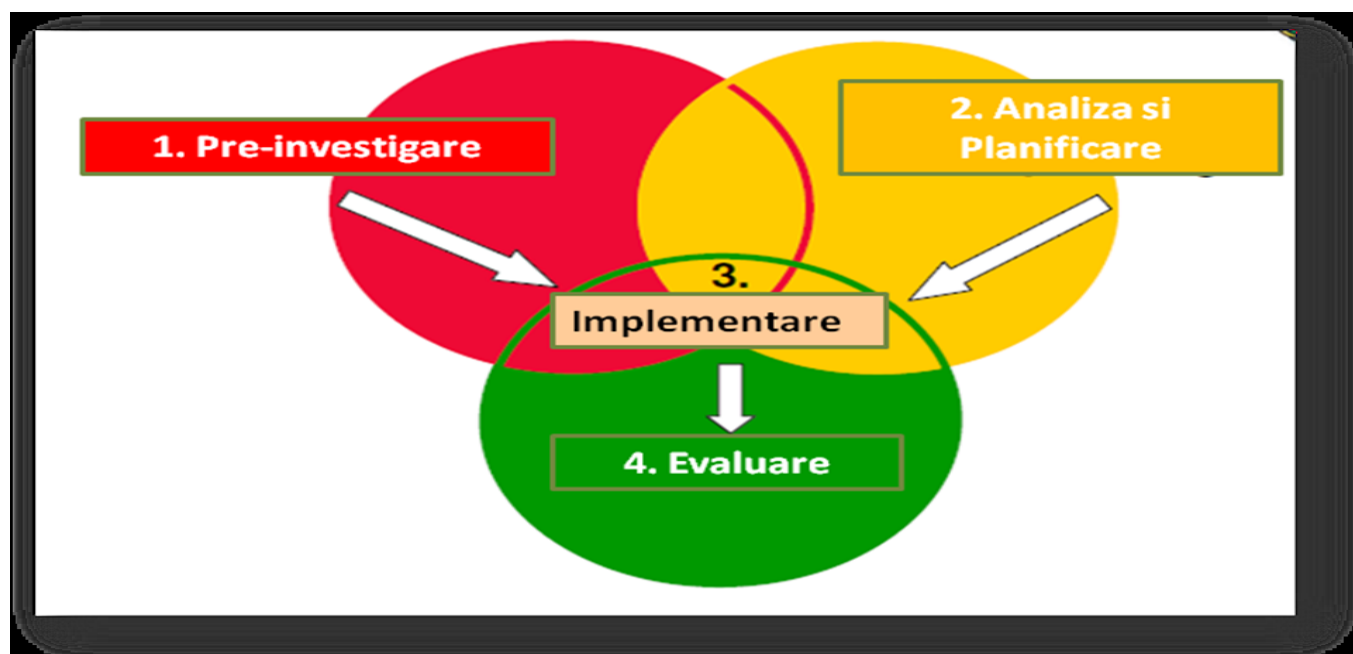 1. Pre-investigare
2. Analiza si
Planificare
3.
Implementare
4. Evaluare